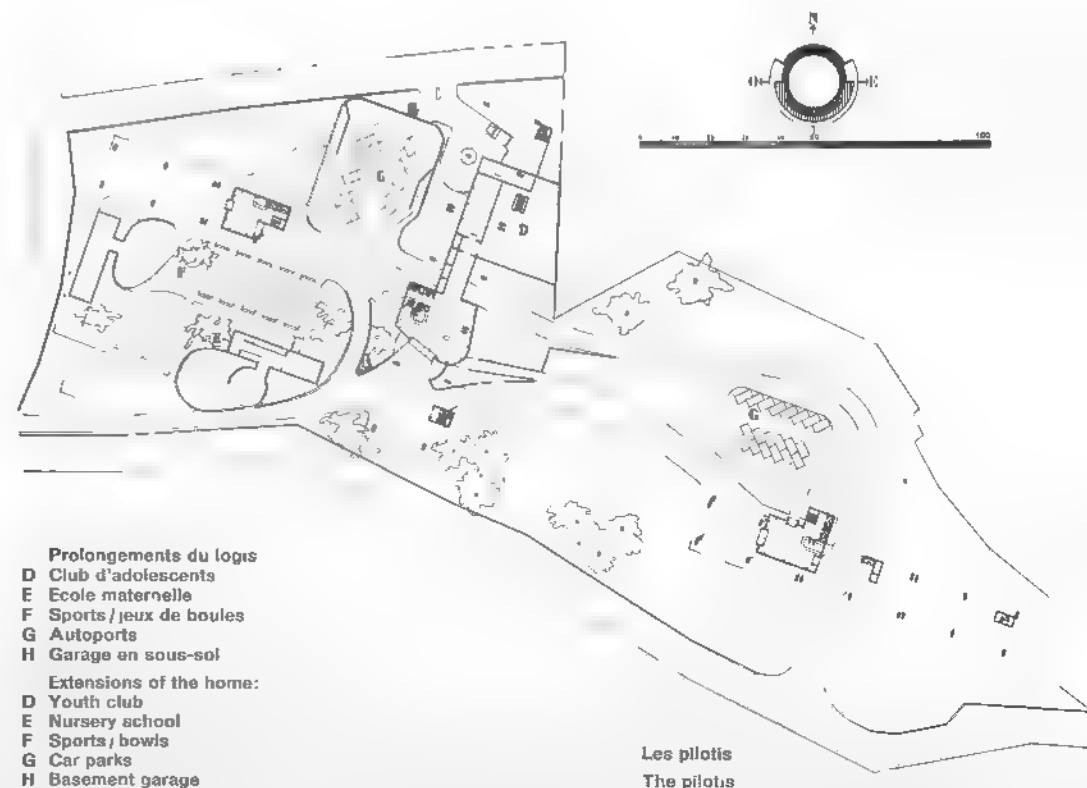 N
E
100
G
D
F
E
G
Prolongements du logis
D Club d'adolescents
E Ecole maternelle
F Sports/jeux de boules
G Autoports
H Garage en sous-sol
Extensions of the home:
D Youth club
E Nursery school
F Sports/bowls
G Car parks
H Basement garage
Les pilotis
The pilotis